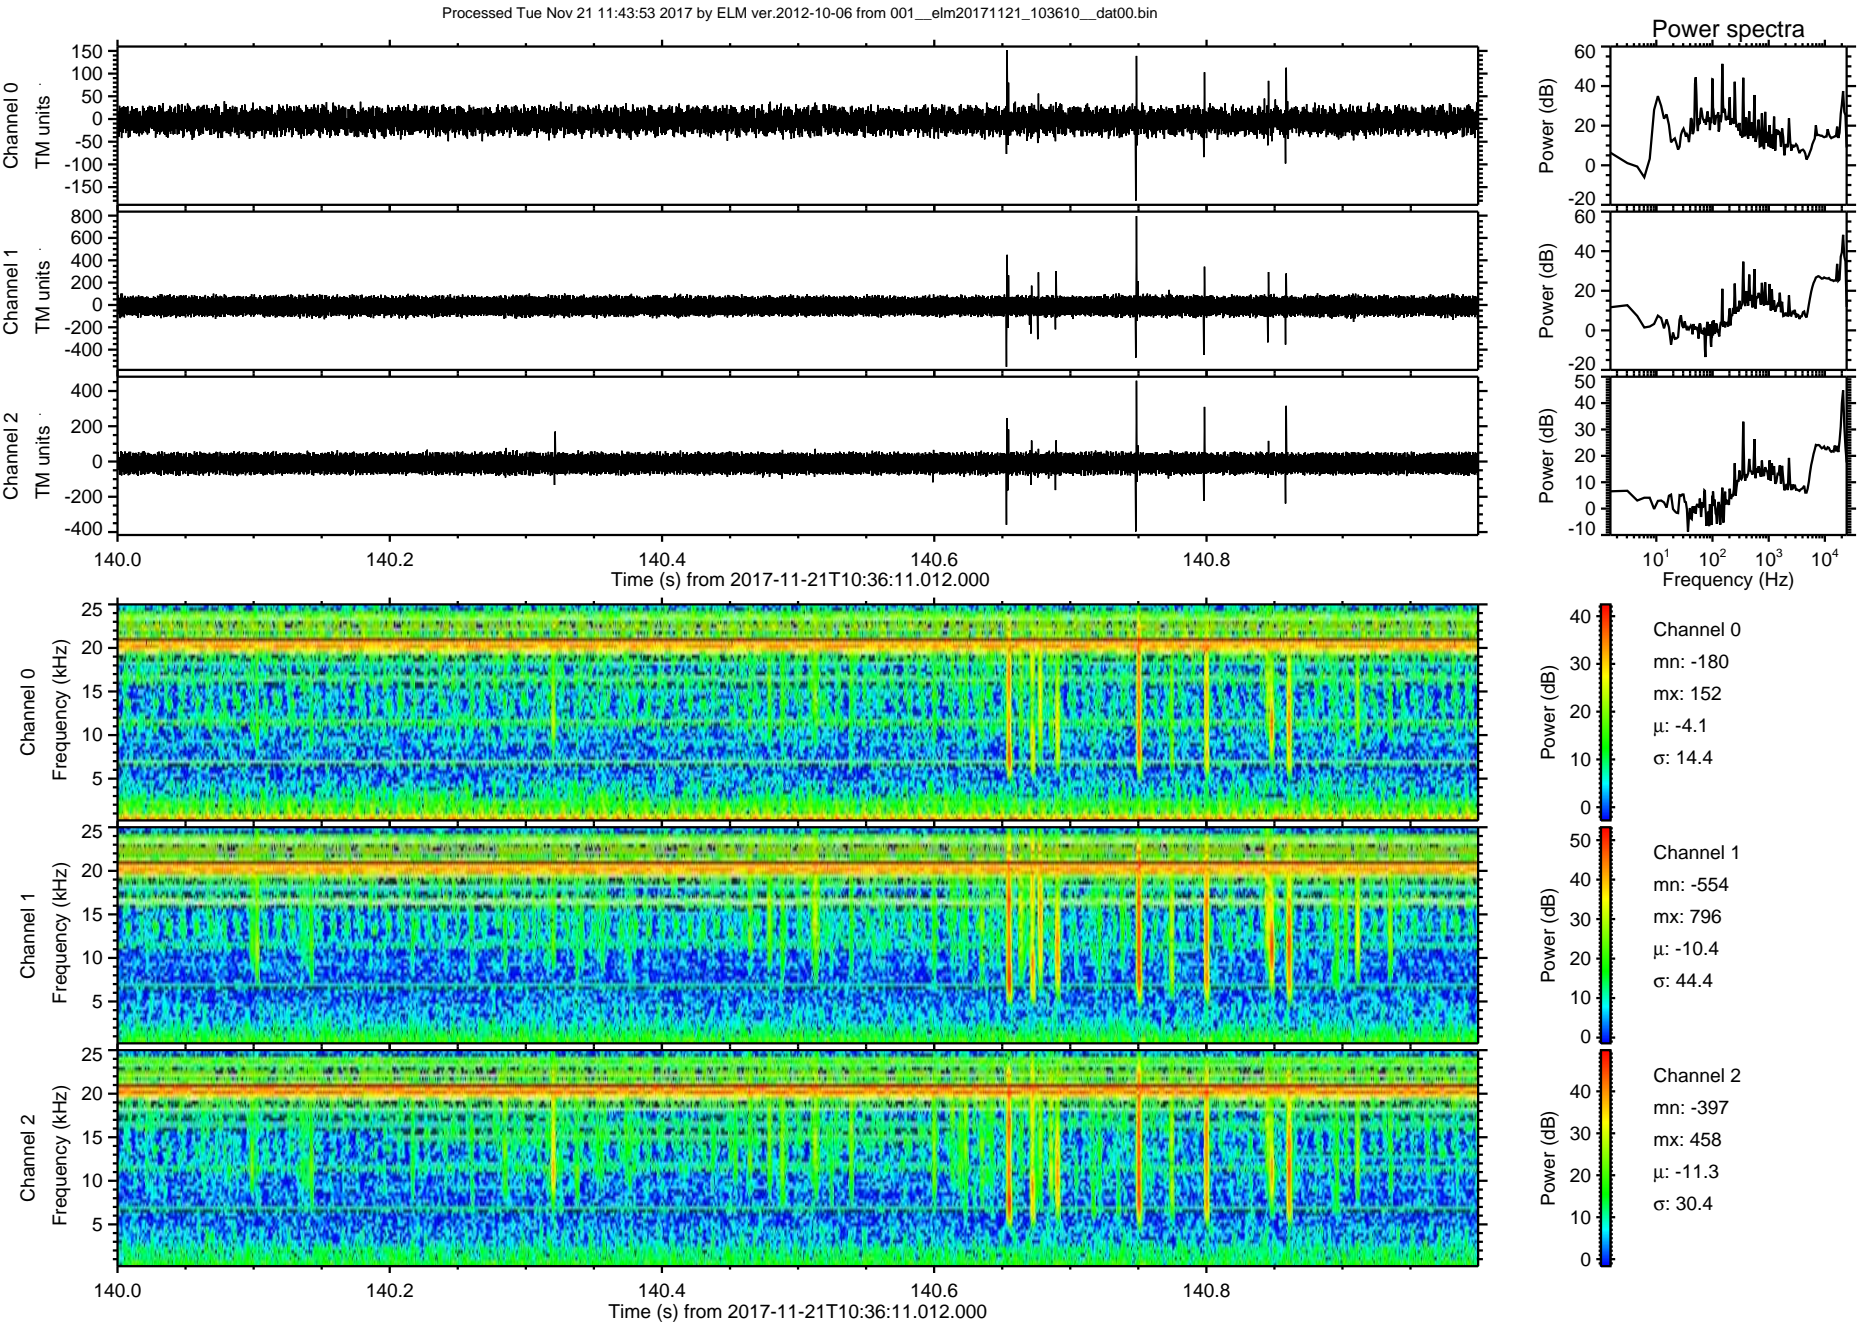 Processed Tue Nov 21 11:43:53 2017 by ELM ver.2012-10-06 from 001__elm20171121_103610__dat00.bin
Power spectra
Channel 0
TM units
150
100
50
0
-50
-100
-150
Power (dB)
60
40
20
0
-20
Channel 1
TM units
800
600
400
200
0
-200
-400
Power (dB)
60
40
20
0
-20
Channel 2
TM units
400
200
0
-200
-400
Power (dB)
50
40
30
20
10
0
-10
140.0 140.2 140.4 140.6 140.8
Time (s) from 2017-11-21T10:36:11.012.000
10^1 10^2 10^3 10^4
Frequency (Hz)
Channel 0
Frequency (kHz)
25
20
15
10
5
Power (dB)
40
30
20
10
0
Channel 0
mn: -180
mx: 152
μ: -4.1
σ: 14.4
Channel 1
Frequency (kHz)
25
20
15
10
5
Power (dB)
50
40
30
20
10
0
Channel 1
mn: -554
mx: 796
μ: -10.4
σ: 44.4
Channel 2
Frequency (kHz)
25
20
15
10
5
Power (dB)
40
30
20
10
0
Channel 2
mn: -397
mx: 458
μ: -11.3
σ: 30.4
140.0 140.2 140.4 140.6 140.8
Time (s) from 2017-11-21T10:36:11.012.000